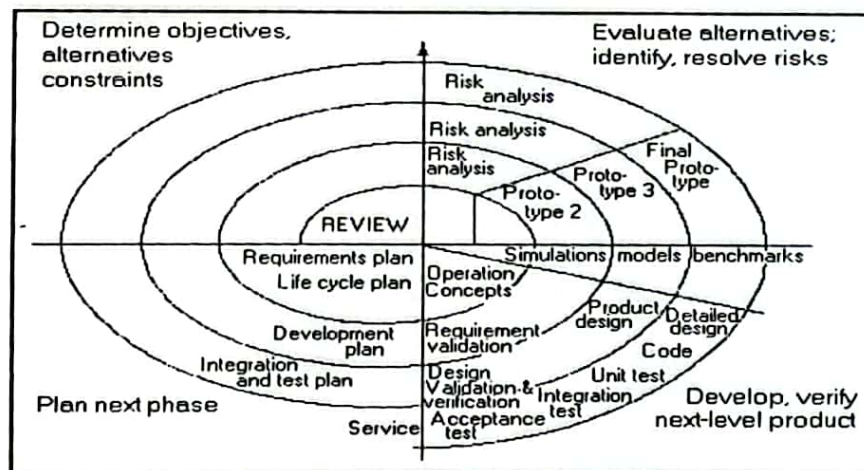 Determine objectives,
alternatives
constraints
Evaluate alternatives;
identify, resolve risks
Risk
analysis
Risk analysis
Risk
analysis
Final
Proto-
type
Proto-
type 3
Proto-
type 2
REVIEW
Requirements plan
Life cycle plan
Simulations models benchmarks
Operation
Concepts
Product
design
Detailed
design
Development
plan
Requirement
validation
Code
Integration
and test plan
Design
Validation &
verification
Unit test
Integration
test
Plan next phase
Develop, verify
next-level product
Service
Acceptance
test